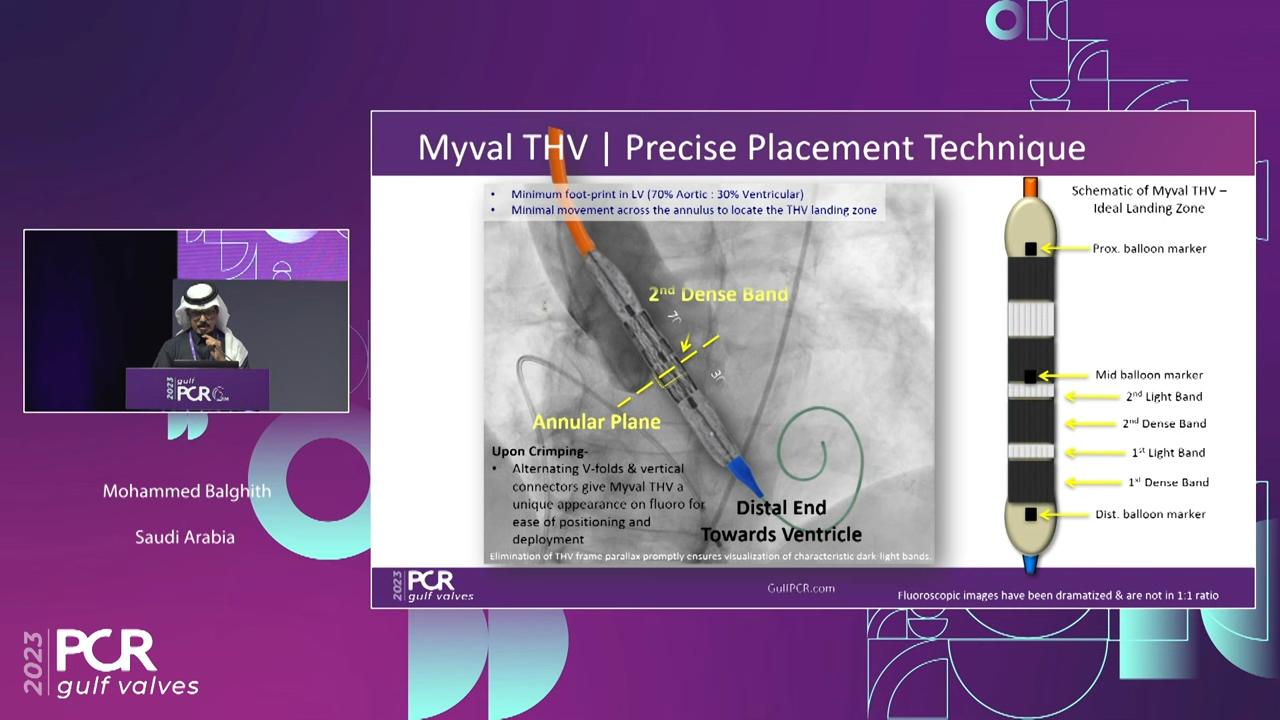 Myval THV | Precise Placement Technique
• Minimum foot-print in LV (70% Aortic : 30% Ventricular)
• Minimal movement across the annulus to locate the THV landing zone
2nd Dense Band
Annular Plane
Upon Crimping-
• Alternating V-folds & vertical
connectors give Myval THV a
unique appearance on fluoro for
ease of positioning and
deployment
Distal End
Towards Ventricle
Elimination of THV frame parallax promptly ensures visualization of characteristic dark-light bands.
Schematic of Myval THV –
Ideal Landing Zone
Prox. balloon marker
Mid balloon marker
2nd Light Band
2nd Dense Band
1st Light Band
1st Dense Band
Dist. balloon marker
2023 PCR
gulf valves
GulfPCR.com
Fluoroscopic images have been dramatized & are not in 1:1 ratio
2023 gulf
PCR
Mohammed Balghith
Saudi Arabia
2023 PCR
gulf valves